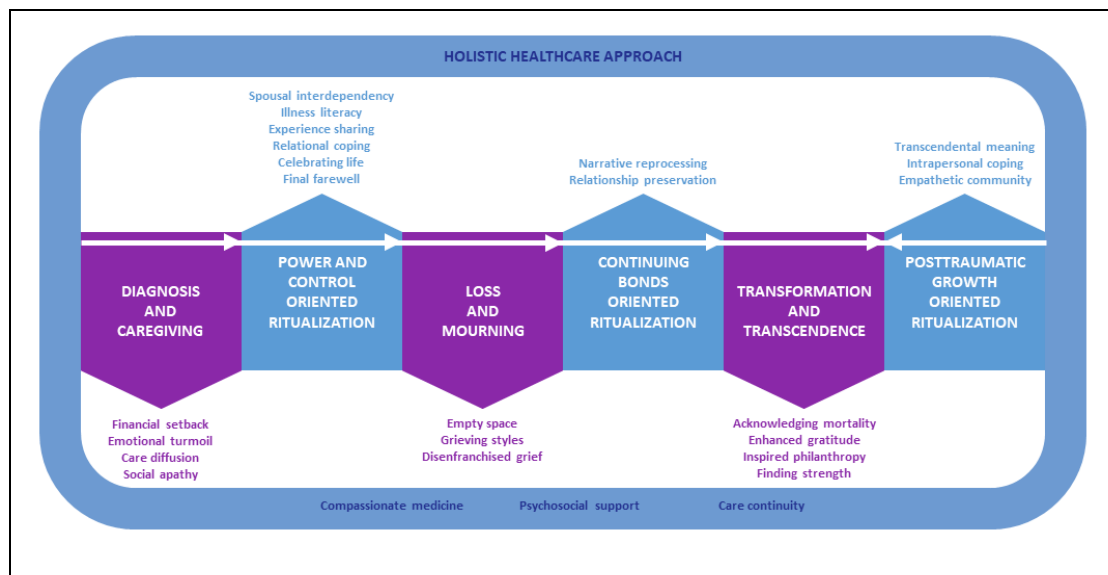 HOLISTIC HEALTHCARE APPROACH
Spousal interdependency
Illness literacy
Experience sharing
Relational coping
Celebrating life
Final farewell
Narrative reprocessing
Relationship preservation
Transcendental meaning
Intrapersonal coping
Empathetic community
DIAGNOSIS
AND
CAREGIVING
POWER AND
CONTROL
ORIENTED
RITUALIZATION
LOSS
AND
MOURNING
CONTINUING
BONDS
ORIENTED
RITUALIZATION
TRANSFORMATION
AND
TRANSCENDENCE
POSTTRAUMATIC
GROWTH
ORIENTED
RITUALIZATION
Financial setback
Emotional turmoil
Care diffusion
Social apathy
Empty space
Grieving styles
Disenfranchised grief
Acknowledging mortality
Enhanced gratitude
Inspired philanthropy
Finding strength
Compassionate medicine
Psychosocial support
Care continuity